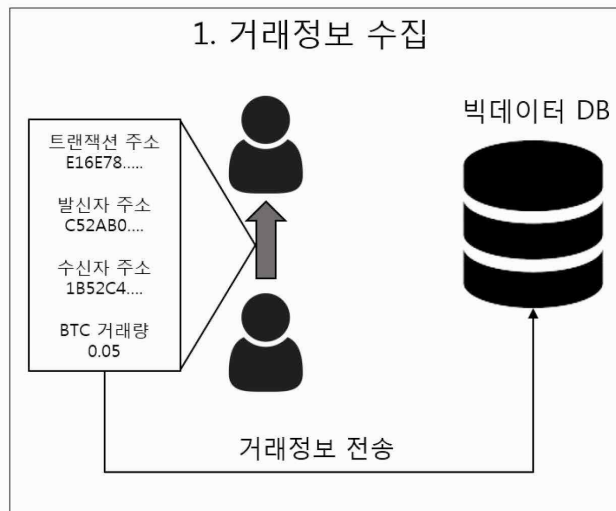 1. 거래정보 수집
트랜잭션 주소
E16E78.....
발신자 주소
C52AB0....
수신자 주소
1B52C4....
BTC 거래량
0.05
빅데이터 DB
거래정보 전송